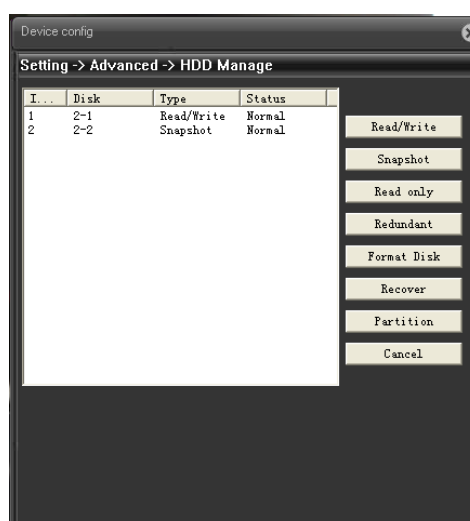 Device config
Setting -> Advanced -> HDD Manage
I... Disk Type Status
1 2-1 Read/Write Normal
2 2-2 Snapshot Normal
Read/Write
Snapshot
Read only
Redundant
Format Disk
Recover
Partition
Cancel